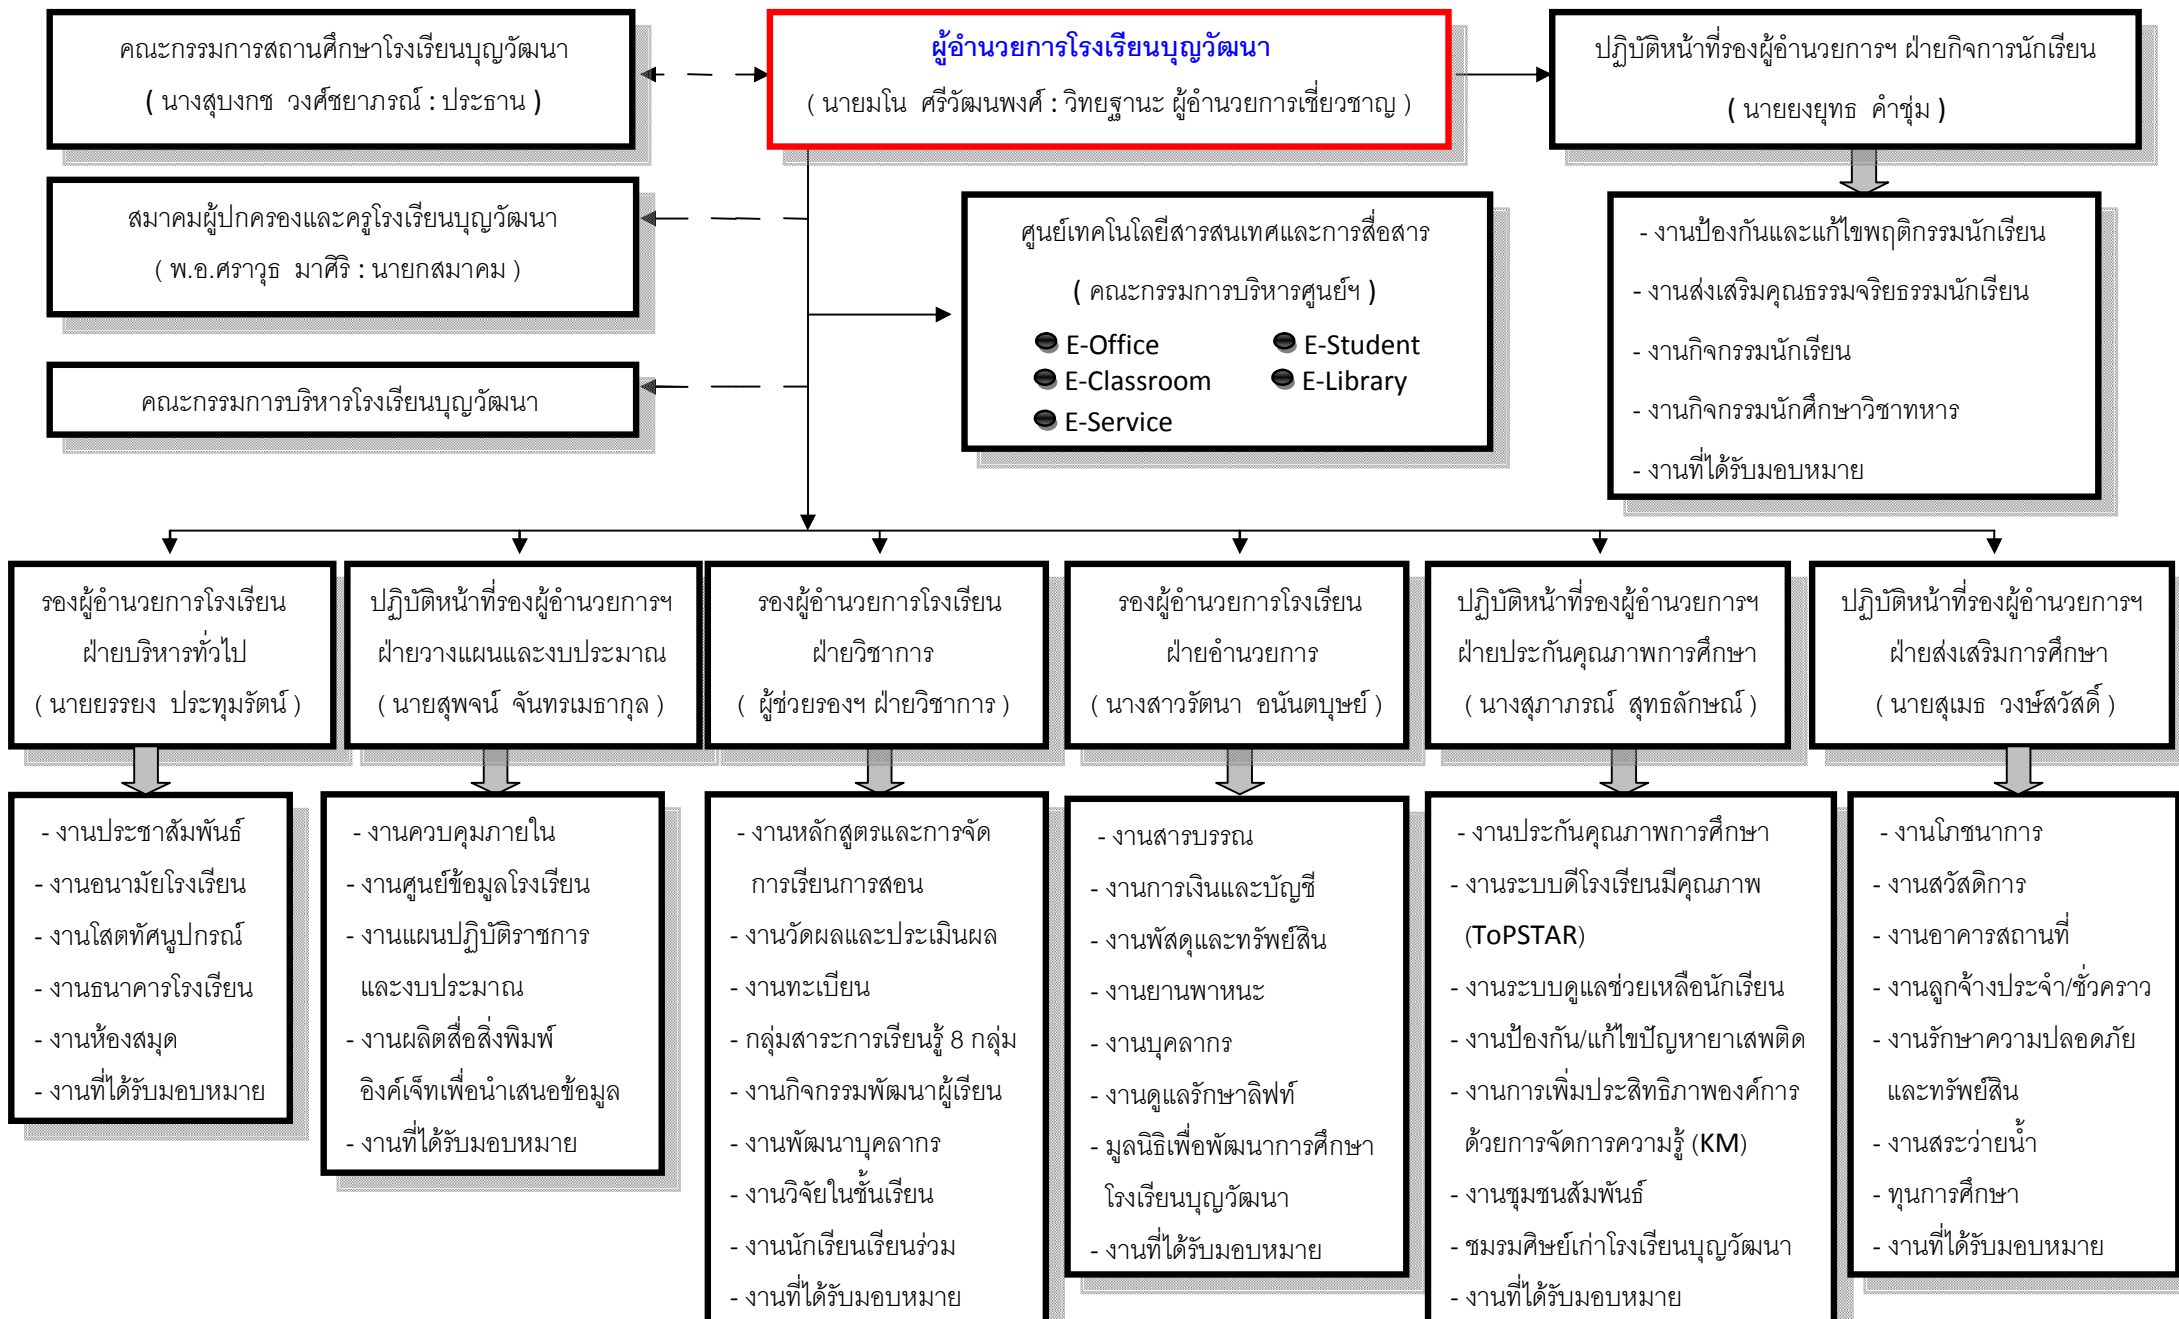 คณะกรรมการสถานศึกษาโรงเรียนบุญวัฒนา
( นางสุบงกช วงศ์ชยาภรณ์ : ประธาน )
ผู้อำนวยการโรงเรียนบุญวัฒนา
( นายมโน ศรีวัฒนพงศ์ : วิทยฐานะ ผู้อำนวยการเชี่ยวชาญ )
ปฏิบัติหน้าที่รองผู้อำนวยการฯ ฝ่ายกิจการนักเรียน
( นายยงยุทธ คำชุ่ม )
สมาคมผู้ปกครองและครูโรงเรียนบุญวัฒนา
( พ.อ.ศราวุธ มาศิริ : นายกสมาคม )
คณะกรรมการบริหารโรงเรียนบุญวัฒนา
ศูนย์เทคโนโลยีสารสนเทศและการสื่อสาร
( คณะกรรมการบริหารศูนย์ฯ )
E-Office E-Student
E-Classroom E-Library
E-Service
- งานป้องกันและแก้ไขพฤติกรรมนักเรียน
- งานส่งเสริมคุณธรรมจริยธรรมนักเรียน
- งานกิจกรรมนักเรียน
- งานกิจกรรมนักศึกษาวิชาทหาร
- งานที่ได้รับมอบหมาย
รองผู้อำนวยการโรงเรียน
ฝ่ายบริหารทั่วไป
( นายยรรยง ประทุมรัตน์ )
ปฏิบัติหน้าที่รองผู้อำนวยการฯ
ฝ่ายวางแผนและงบประมาณ
( นายสุพจน์ จันทรเมธากุล )
รองผู้อำนวยการโรงเรียน
ฝ่ายวิชาการ
( ผู้ช่วยรองฯ ฝ่ายวิชาการ )
รองผู้อำนวยการโรงเรียน
ฝ่ายอำนวยการ
( นางสาวรัตนา อนันตบุษย์ )
ปฏิบัติหน้าที่รองผู้อำนวยการฯ
ฝ่ายประกันคุณภาพการศึกษา
( นางสุภาภรณ์ สุทธลักษณ์ )
ปฏิบัติหน้าที่รองผู้อำนวยการฯ
ฝ่ายส่งเสริมการศึกษา
( นายสุเมธ วงษ์สวัสดิ์ )
- งานประชาสัมพันธ์
- งานอนามัยโรงเรียน
- งานโสตทัศนูปกรณ์
- งานธนาคารโรงเรียน
- งานห้องสมุด
- งานที่ได้รับมอบหมาย
- งานควบคุมภายใน
- งานศูนย์ข้อมูลโรงเรียน
- งานแผนปฏิบัติราชการ
และงบประมาณ
- งานผลิตสื่อสิ่งพิมพ์
อิงค์เจ็ทเพื่อนำเสนอข้อมูล
- งานที่ได้รับมอบหมาย
- งานหลักสูตรและการจัด
การเรียนการสอน
- งานวัดผลและประเมินผล
- งานทะเบียน
- กลุ่มสาระการเรียนรู้ 8 กลุ่ม
- งานกิจกรรมพัฒนาผู้เรียน
- งานพัฒนาบุคลากร
- งานวิจัยในชั้นเรียน
- งานนักเรียนเรียนร่วม
- งานที่ได้รับมอบหมาย
- งานสารบรรณ
- งานการเงินและบัญชี
- งานพัสดุและทรัพย์สิน
- งานยานพาหนะ
- งานบุคลากร
- งานดูแลรักษาลิฟท์
- มูลนิธิเพื่อพัฒนาการศึกษา
โรงเรียนบุญวัฒนา
- งานที่ได้รับมอบหมาย
- งานประกันคุณภาพการศึกษา
- งานระบบดีโรงเรียนมีคุณภาพ
(ToPSTAR)
- งานระบบดูแลช่วยเหลือนักเรียน
- งานป้องกัน/แก้ไขปัญหายาเสพติด
- งานการเพิ่มประสิทธิภาพองค์การ
ด้วยการจัดการความรู้ (KM)
- งานชุมชนสัมพันธ์
- ชมรมศิษย์เก่าโรงเรียนบุญวัฒนา
- งานที่ได้รับมอบหมาย
- งานโภชนาการ
- งานสวัสดิการ
- งานอาคารสถานที่
- งานลูกจ้างประจำ/ชั่วคราว
- งานรักษาความปลอดภัย
และทรัพย์สิน
- งานสระว่ายน้ำ
- ทุนการศึกษา
- งานที่ได้รับมอบหมาย